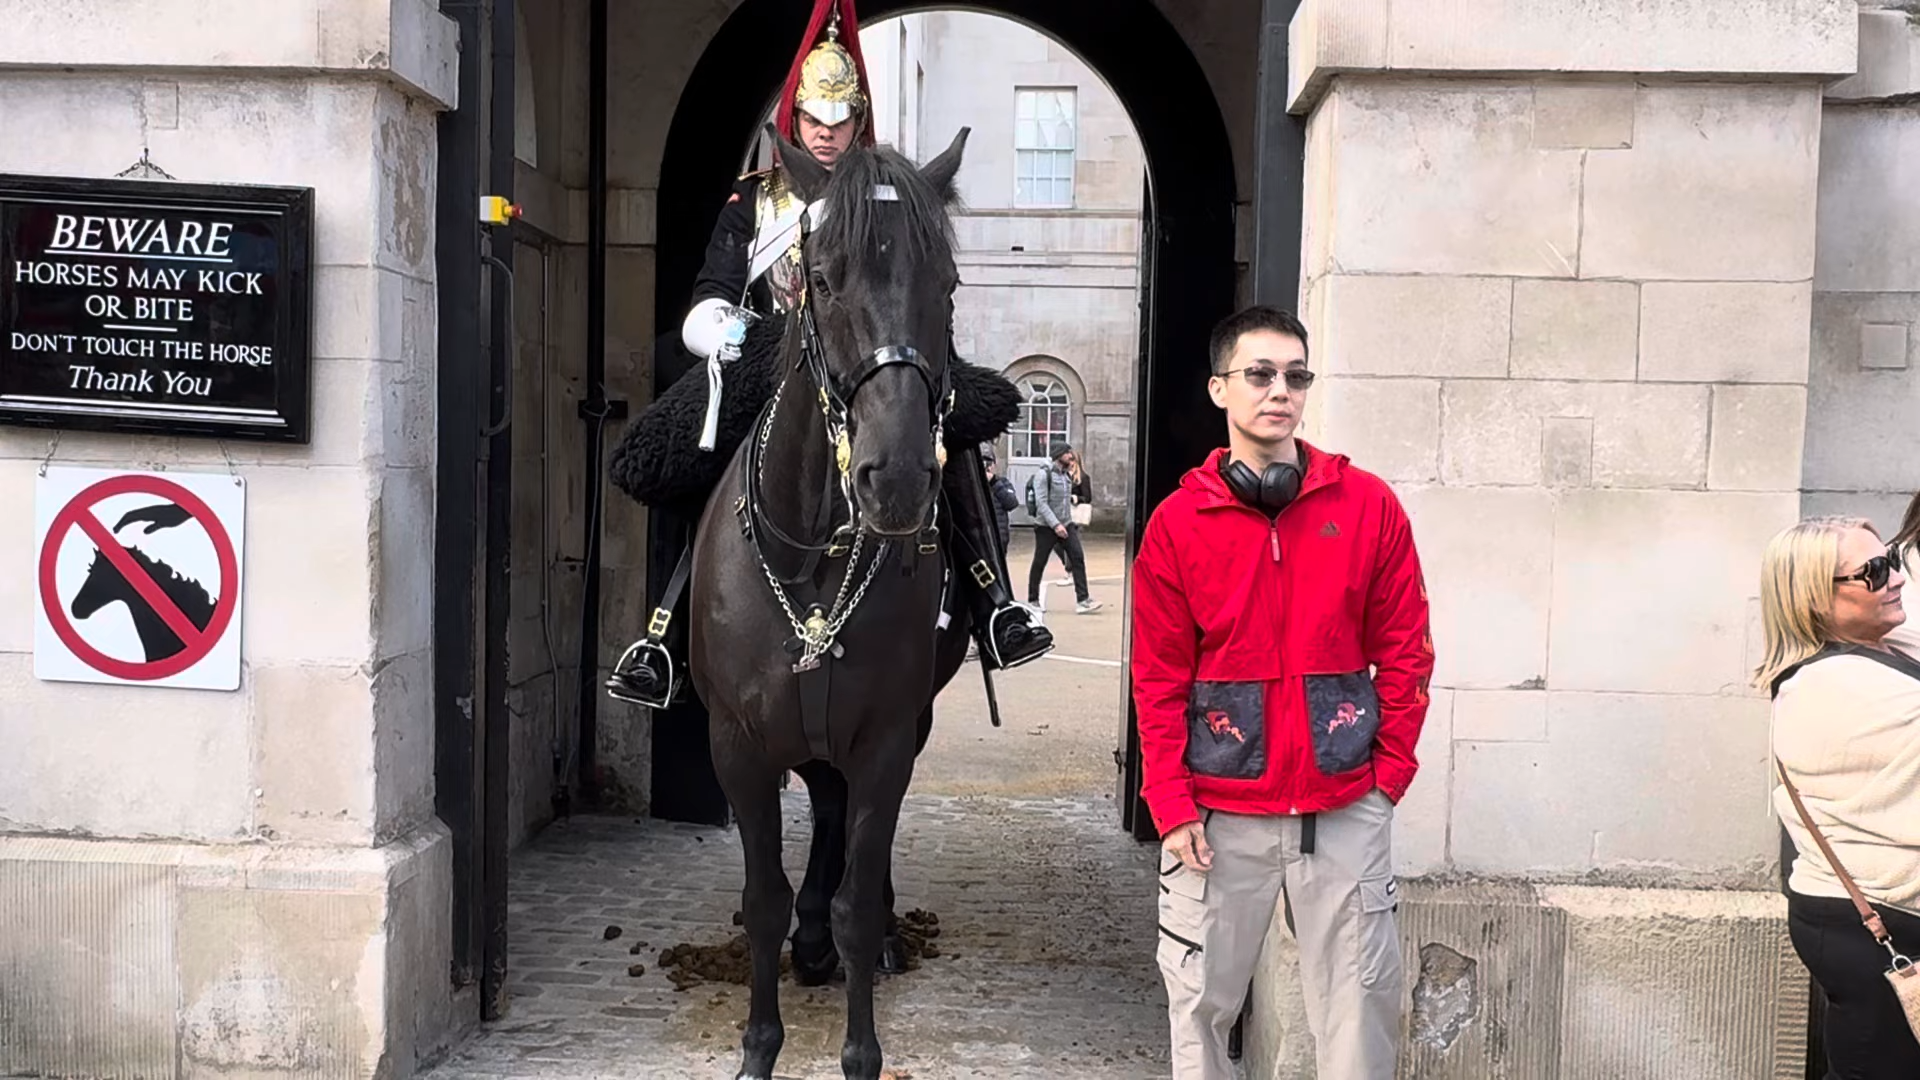 BEWARE
HORSES MAY KICK
OR BITE
DON'T TOUCH THE HORSE
Thank You